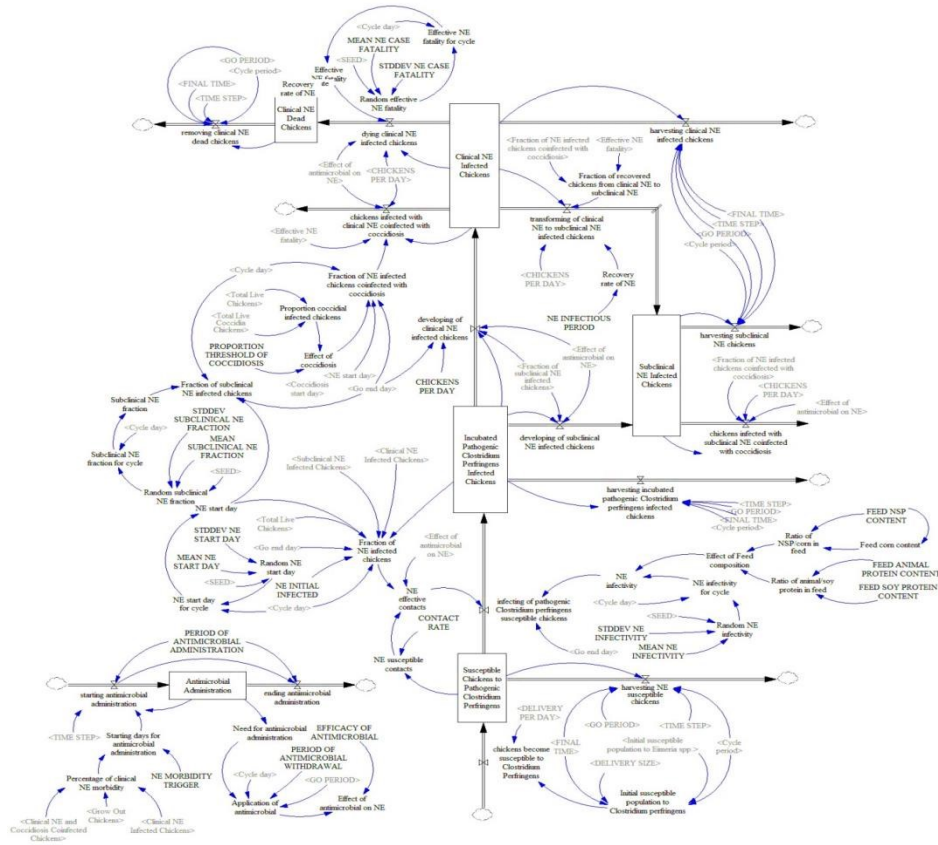 <Cycle day>
MEAN NE CASE
FATALITY
<SEED>
STDDEV NE CASE
FATALITY
Effective NE
fatality for cycle
Effective
NE fatality
Random effective
NE fatality
<GO PERIOD>
<Cycle period>
<FINAL TIME>
<TIME STEP>
Recovery
rate of NE
Clinical NE
Dead
Chickens
removing clinical NE
dead chickens
dying clinical NE
infected chickens
Clinical NE
Infected
Chickens
harvesting clinical NE
infected chickens
<Effect of
antimicrobial on
NE>
<CHICKENS
PER DAY>
<Fraction of NE infected
chickens coinfected with
coccidiosis>
<Effective NE
fatality>
Fraction of recovered
chickens from clinical NE to
subclinical NE
chickens infected with
clinical NE coinfected with
coccidiosis
<Effective NE
fatality>
transforming of clinical
NE to subclinical NE
infected chickens
<FINAL TIME>
<TIME STEP>
<GO PERIOD>
<Cycle period>
<CHICKENS
PER DAY>
Recovery
rate of NE
NE INFECTIOUS
PERIOD
<Cycle day>
Fraction of NE infected
chickens coinfected with
coccidiosis
<Total Live
Chickens>
Proportion coccidial
infected chickens
<Total Live
Coccidia
Chickens>
PROPORTION
THRESHOLD OF
COCCIDIOSIS
Effect of
coccidiosis
<NE start day>
<Coccidiosis
start day>
<Go end day>
developing of
clinical NE
infected chickens
CHICKENS
PER DAY
<Effect of
antimicrobial on
NE>
<Fraction of
subclinical NE infected
chickens>
Subclinical
NE Infected
Chickens
harvesting subclinical
NE chickens
<Fraction of NE infected
chickens coinfected with
coccidiosis>
<CHICKENS
PER DAY>
<Effect of
antimicrobial on NE>
chickens infected with
subclinical NE coinfected
with coccidiosis
Fraction of subclinical
NE infected chickens
Subclinical NE
fraction
STDDEV
SUBCLINICAL NE
FRACTION
<Cycle day>
MEAN
SUBCLINICAL NE
FRACTION
Subclinical NE
fraction for cycle
<SEED>
Random subclinical
NE fraction
Incubated
Pathogenic
Clostridium
Perfringens
Infected
Chickens
developing of subclinical
NE infected chickens
<Subclinical NE
Infected Chickens>
<Clinical NE
Infected Chickens>
harvesting incubated
pathogenic Clostridium
perfringens infected
chickens
<TIME STEP>
<GO PERIOD>
<FINAL TIME>
<Cycle period>
NE start day
STDDEV NE
START DAY
<Total Live
Chickens>
<Go end day>
Fraction of
NE infected
chickens
MEAN NE
START DAY
Random NE
start day
<SEED>
NE INITIAL
INFECTED
NE start day
for cycle
<Cycle day>
<Effect of
antimicrobial on
NE>
NE
effective
contacts
CONTACT
RATE
NE susceptible
contacts
infecting of pathogenic
Clostridium perfringens
susceptible chickens
FEED NSP
CONTENT
Ratio of
NSP/corn in
feed
Feed corn content
Effect of Feed
composition
FEED ANIMAL
PROTEIN CONTENT
Ratio of animal/soy
protein in feed
FEED SOY PROTEIN
CONTENT
NE
infectivity
NE infectivity
for cycle
<Cycle day>
<SEED>
STDDEV NE
INFECTIVITY
Random NE
infectivity
MEAN NE
INFECTIVITY
<Go end day>
PERIOD OF
ANTIMICROBIAL
ADMINISTRATION
Antimicrobial
Administration
starting antimicrobial
administration
ending antimicrobial
administration
<TIME STEP>
Starting days for
antimicrobial
administration
NE MORBIDITY
TRIGGER
Percentage of clinical
NE morbidity
<Grow Out
Chickens>
<Clinical NE and
Coccidiosis Coinfected
Chickens>
<Clinical NE
Infected Chickens>
Need for antimicrobial
administration
EFFICACY OF
ANTIMICROBIAL
PERIOD OF
ANTIMICROBIAL
WITHDRAWAL
<Cycle day>
<GO PERIOD>
Application of
antimicrobial
Effect of
antimicrobial on NE
Susceptible
Chickens to
Pathogenic
Clostridium
Perfringens
harvesting NE
susceptible
chickens
<DELIVERY
PER DAY>
<GO PERIOD>
<TIME STEP>
chickens become
susceptible to
Clostridium
Perfringens
<FINAL
TIME>
<Initial susceptible
population to Eimeria spp.>
<Cycle
period>
<DELIVERY SIZE>
Initial susceptible
population to
Clostridium perfringens